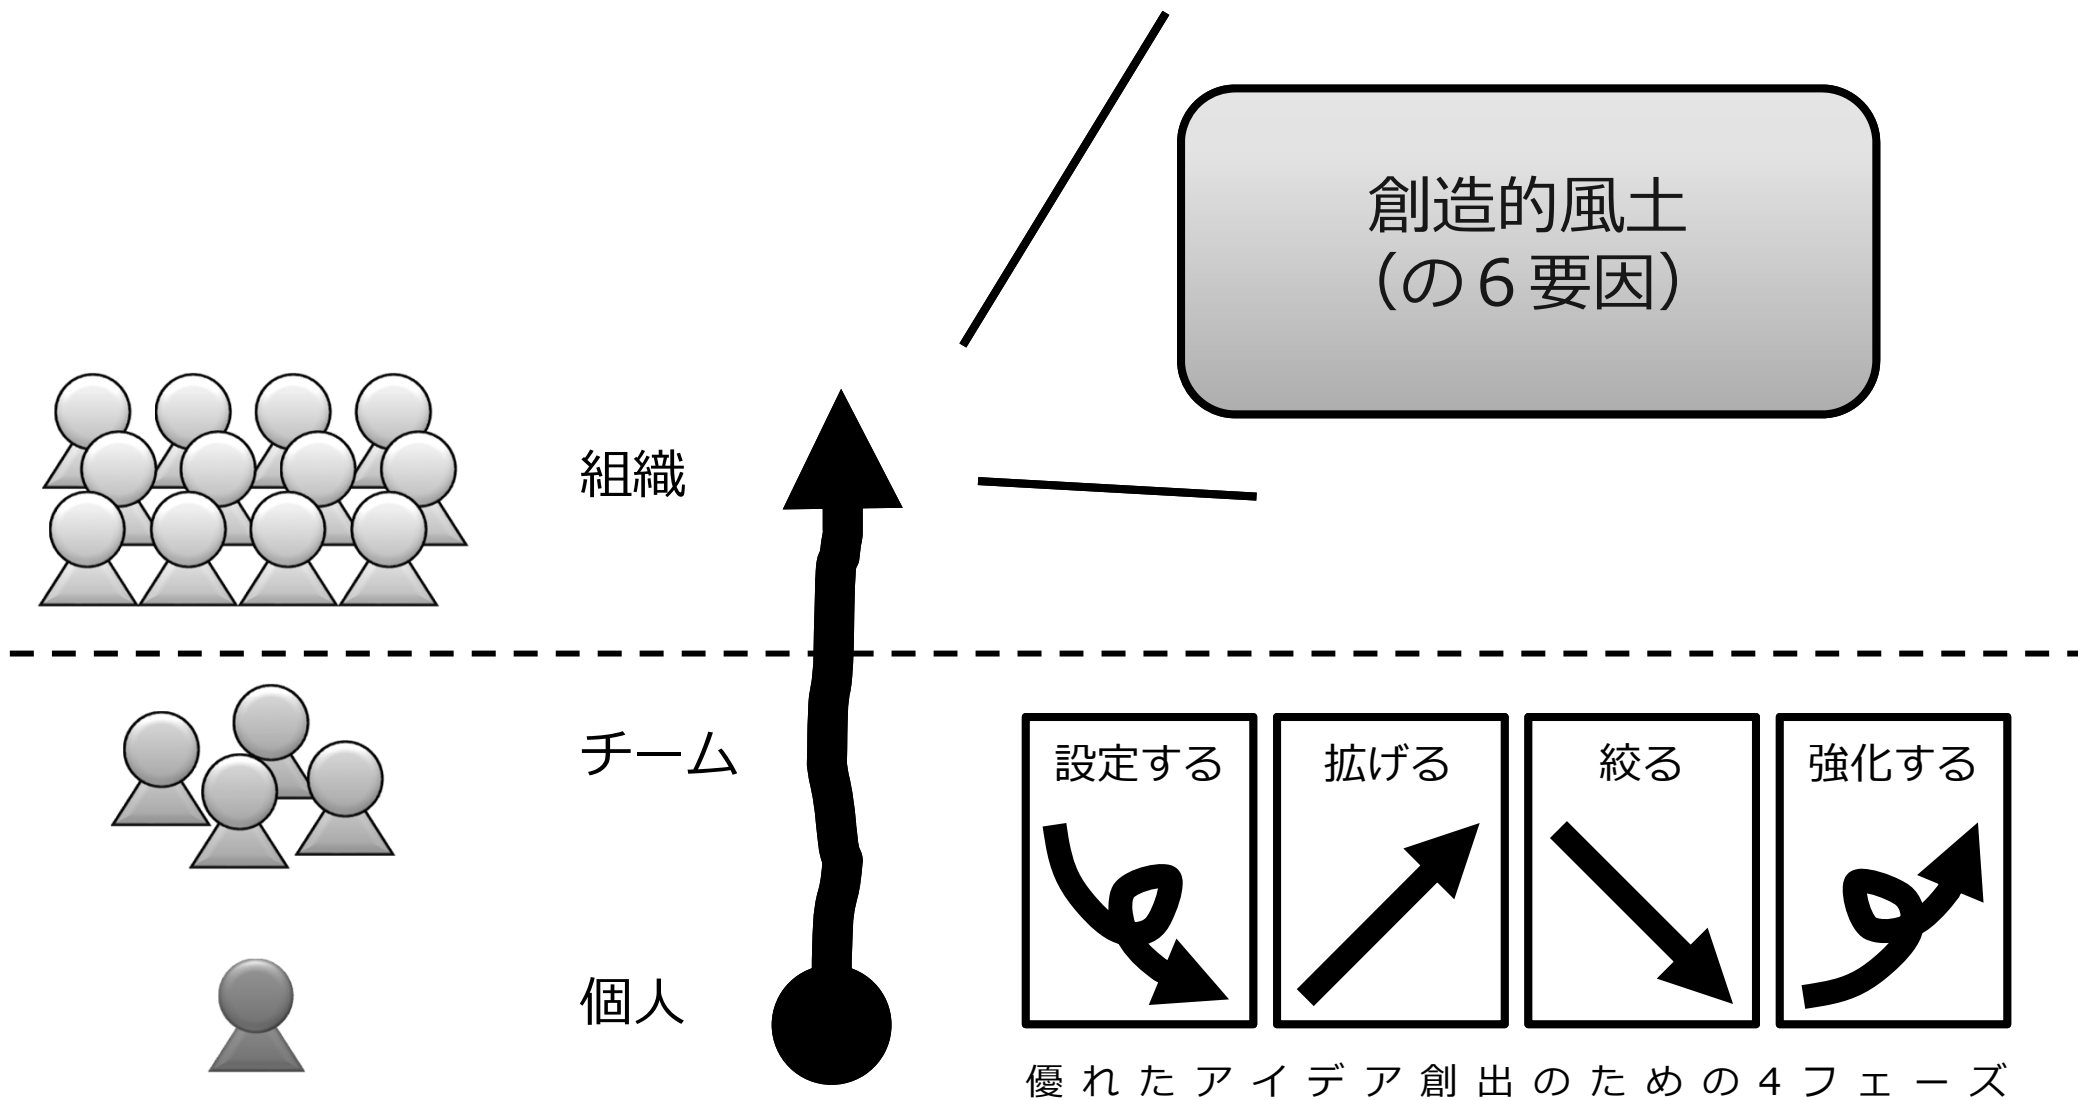 創造的風土
（の６要因）
組織
チーム
設定する
拡げる
絞る
強化する
個人
優れたアイデア創出のための４フェーズ